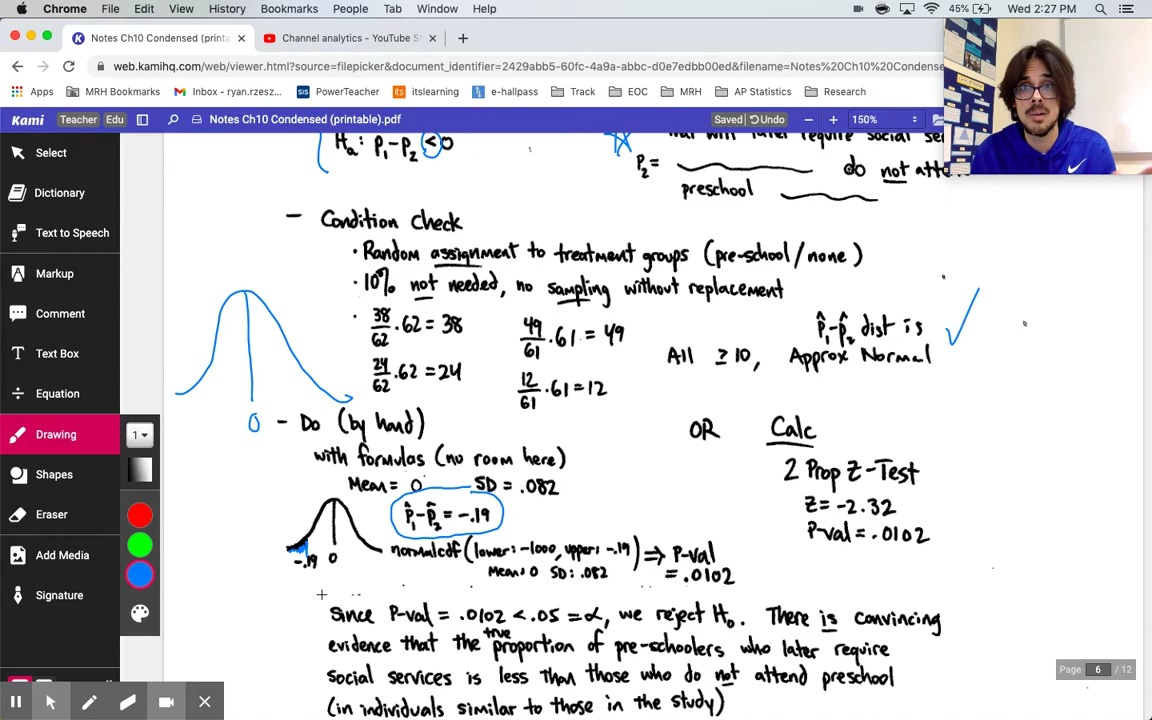 Chrome File Edit View History Bookmarks People Tab Window Help 45% Wed 2:27 PM
Notes Ch10 Condensed (printa
Channel analytics - YouTube S
web.kamihq.com/web/viewer.html?source=filepicker&document_identifier=2429abb5-60fc-4a9a-abbc-d0e7edbb00ed&filename=Notes%20Ch10%20Condense
Apps MRH Bookmarks Inbox - ryan.rzesz... SIS PowerTeacher its itslearning e-hallpass Track EOC MRH AP Statistics Research
Kami Teacher Edu Notes Ch10 Condensed (printable).pdf Saved Undo 150%
Select
Dictionary
Text to Speech
Markup
Comment
Text Box
Equation
Drawing
Shapes
Eraser
Add Media
Signature
1
Hₐ: P₁-P₂ < 0
that will later require social se
P₂= do not atte
preschool
- Condition Check
· Random assignment to treatment groups (pre-school/none)
· 10% not needed, no sampling without replacement
· 38/62 · 62 = 38 49/61 · 61 = 49
24/62 · 62 = 24 12/61 · 61 = 12
All ≥ 10, p̂₁-p̂₂ dist is Approx Normal
0
- Do (by hand)
with formulas (no room here)
Mean = 0 SD = .082
p̂₁-p̂₂ = -.19
-.19 0
normalcdf (lower: -1000, upper: -.19) ⇒ P-val
Mean: 0 SD: .082 = .0102
OR Calc
2 Prop Z-Test
Z = -2.32
P-val = .0102
Since P-val = .0102 < .05 = α, we reject H₀. There is convincing
evidence that the true proportion of pre-schoolers who later require
social services is less than those who do not attend preschool
(in individuals similar to those in the study)
Page 6 / 12